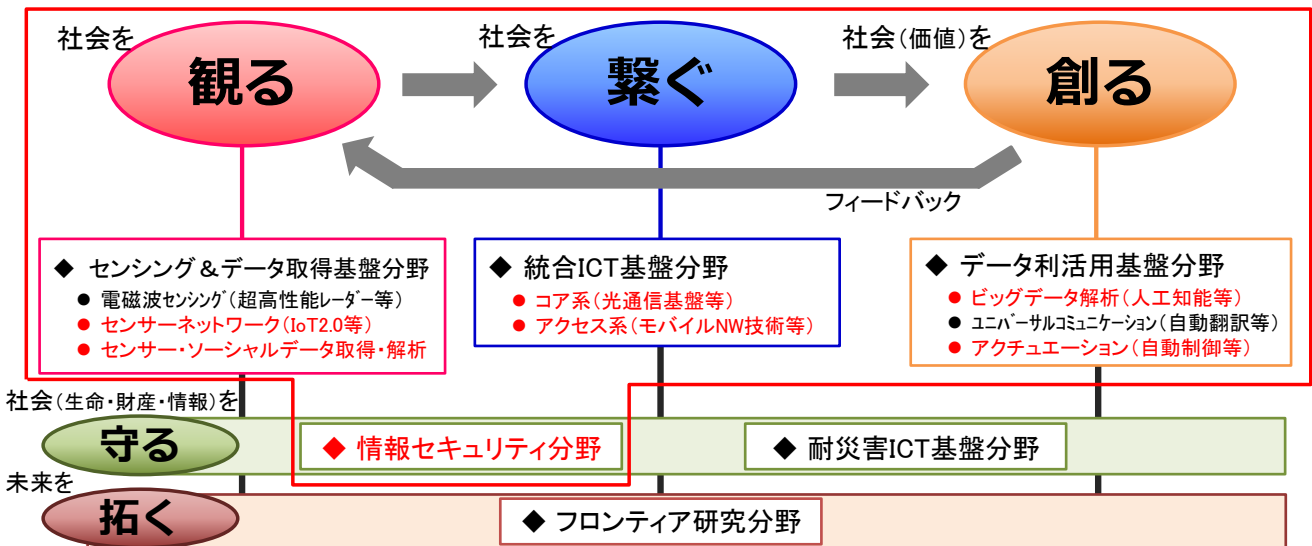 社会を
観る
社会を
繋ぐ
社会(価値)を
創る
フィードバック
◆ センシング&データ取得基盤分野
● 電磁波ｾﾝｼﾝｸﾞ(超高性能ﾚｰﾀﾞｰ等)
● センサーネットワーク(IoT2.0等)
● センサー・ソーシャルデータ取得・解析
◆ 統合ICT基盤分野
● コア系(光通信基盤等)
● アクセス系(モバイルNW技術等)
◆ データ利活用基盤分野
● ビッグデータ解析(人工知能等)
● ﾕﾆﾊﾞｰｻﾙｺﾐｭﾆｹｰｼｮﾝ(自動翻訳等)
● アクチュエーション(自動制御等)
社会(生命・財産・情報)を
守る
◆ 情報セキュリティ分野
◆ 耐災害ICT基盤分野
未来を
拓く
◆ フロンティア研究分野